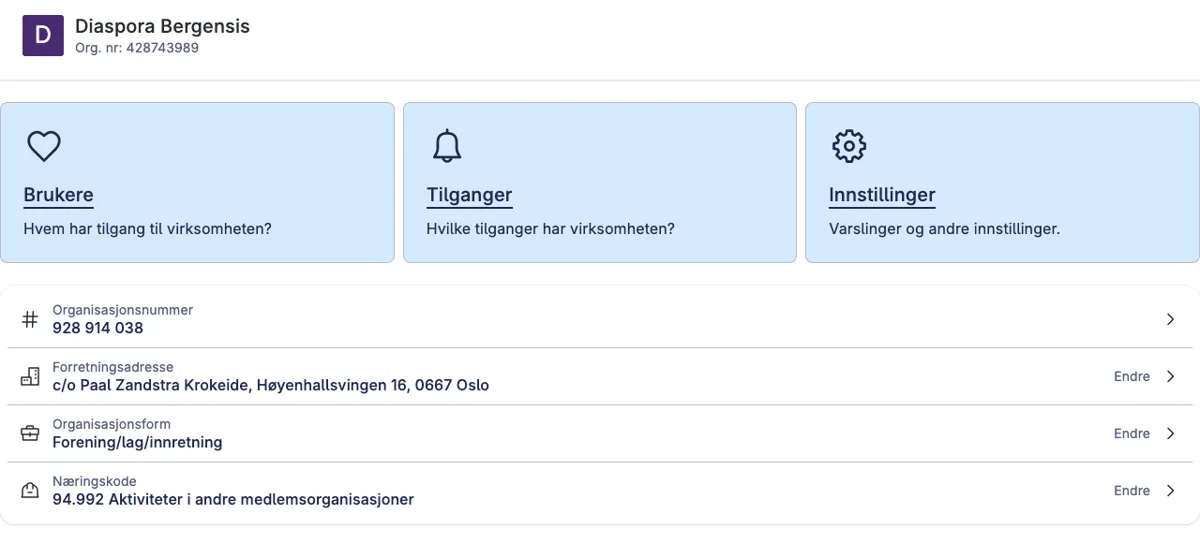 D
Diaspora Bergensis
Org. nr: 428743989
Brukere
Hvem har tilgang til virksomheten?
Tilganger
Hvilke tilganger har virksomheten?
Innstillinger
Varslinger og andre innstillinger.
Organisasjonsnummer
928 914 038
Forretningsadresse
c/o Paal Zandstra Krokeide, Høyenhallsvingen 16, 0667 Oslo
Endre
Organisasjonsform
Forening/lag/innretning
Endre
Næringskode
94.992 Aktiviteter i andre medlemsorganisasjoner
Endre